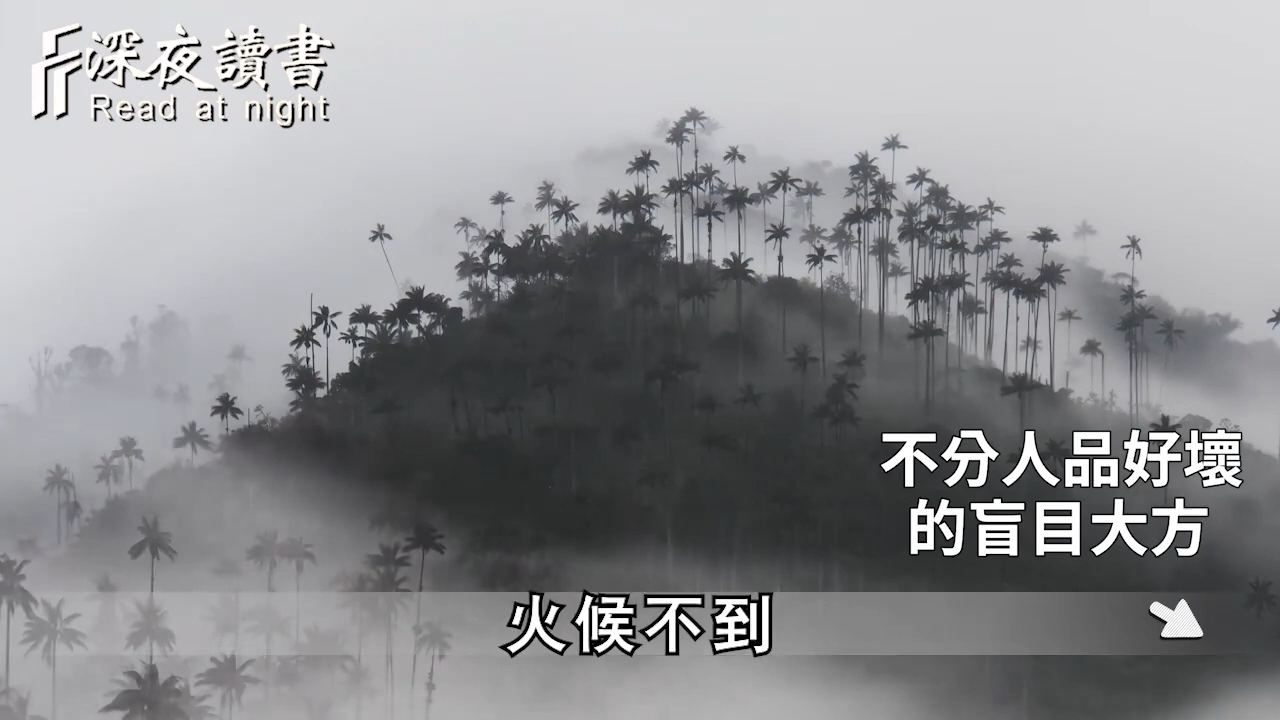 深夜讀書
Read at night
不分人品好壞
的盲目大方
火候不到